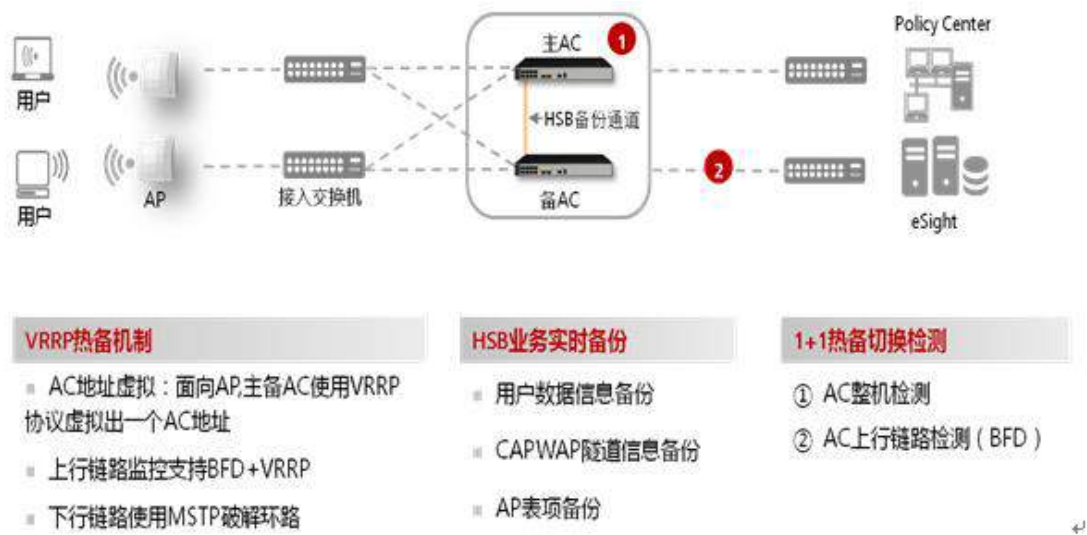 Policy Center
主AC
1
用户
HSB备份通道
2
用户
AP
接入交换机
备AC
eSight
VRRP热备机制
AC地址虚拟：面向AP,主备AC使用VRRP
协议虚拟出一个AC地址
上行链路监控支持BFD+VRRP
下行链路使用MSTP破解环路
HSB业务实时备份
用户数据信息备份
CAPWAP隧道信息备份
AP表项备份
1+1热备切换检测
① AC整机检测
② AC上行链路检测（BFD）